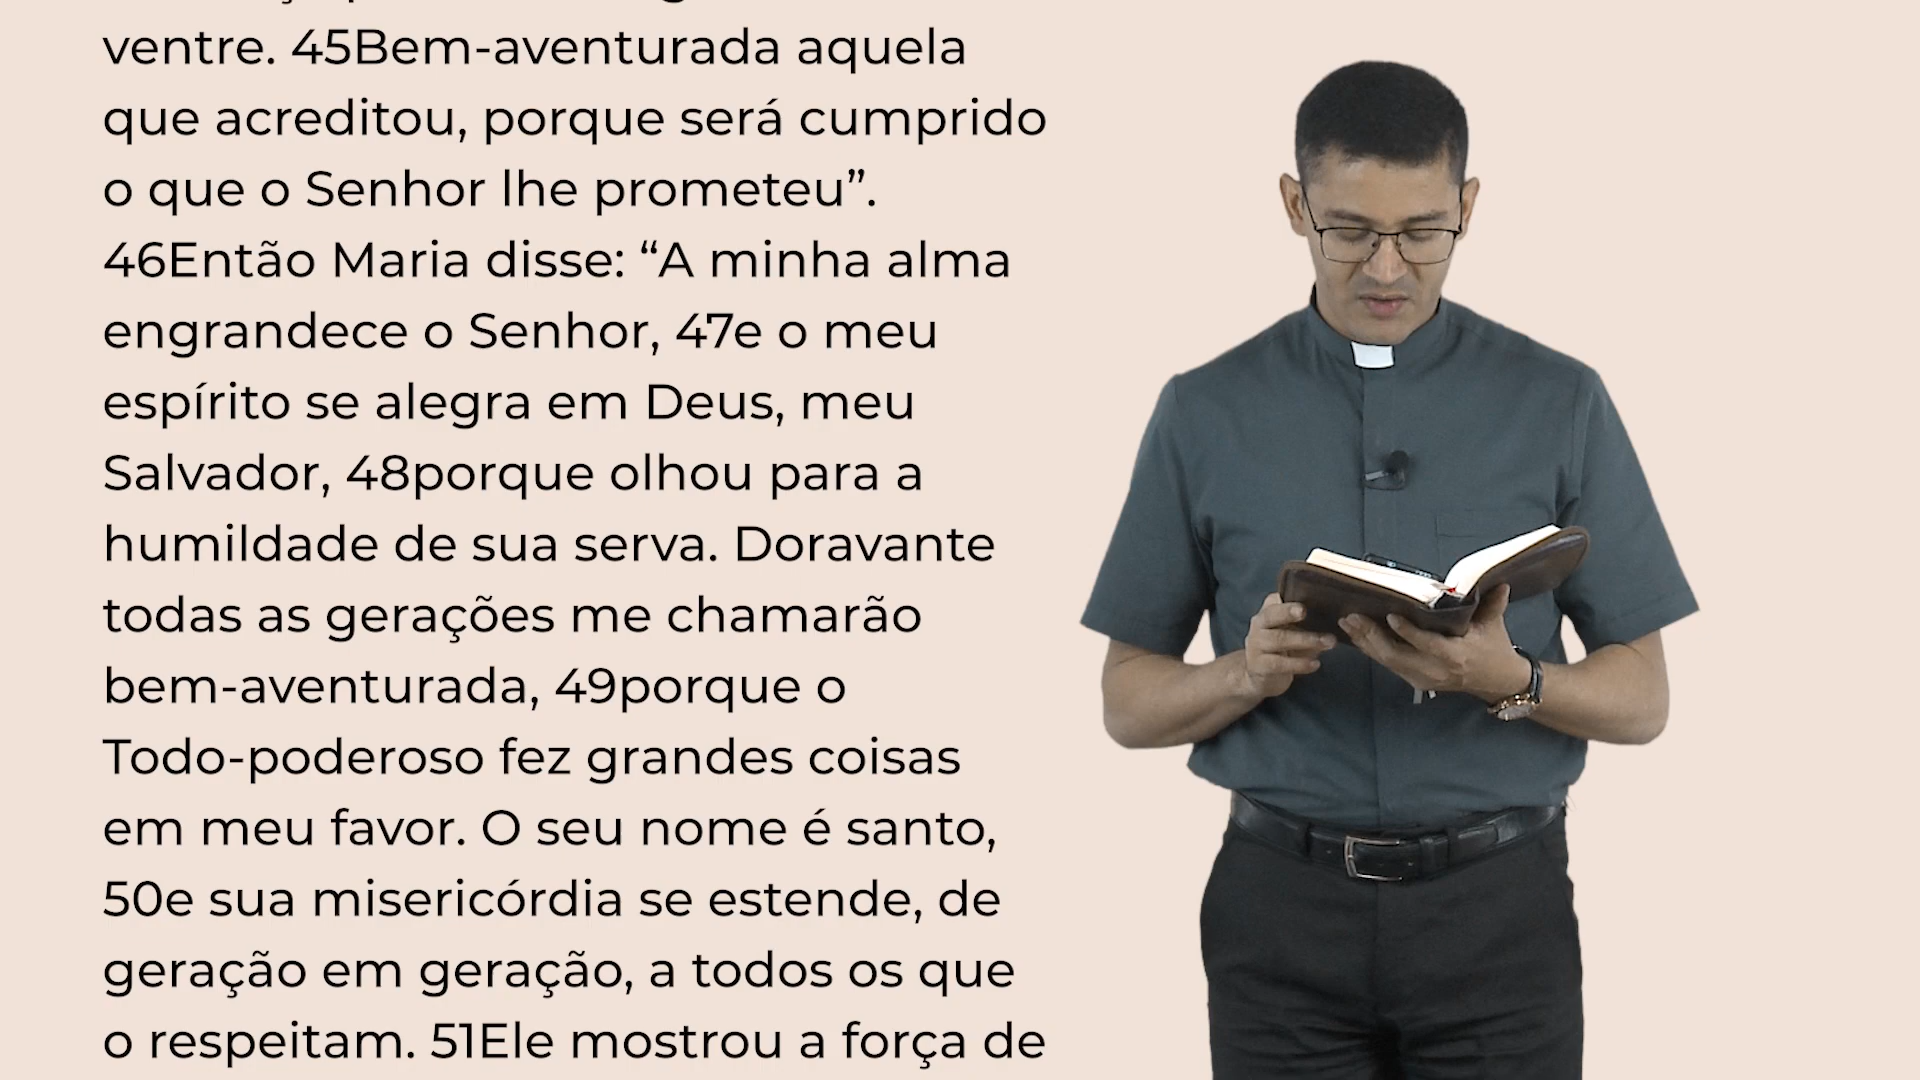 ventre. 45Bem-aventurada aquela
que acreditou, porque será cumprido
o que o Senhor lhe prometeu”.
46Então Maria disse: “A minha alma
engrandece o Senhor, 47e o meu
espírito se alegra em Deus, meu
Salvador, 48porque olhou para a
humildade de sua serva. Doravante
todas as gerações me chamarão
bem-aventurada, 49porque o
Todo-poderoso fez grandes coisas
em meu favor. O seu nome é santo,
50e sua misericórdia se estende, de
geração em geração, a todos os que
o respeitam. 51Ele mostrou a força de